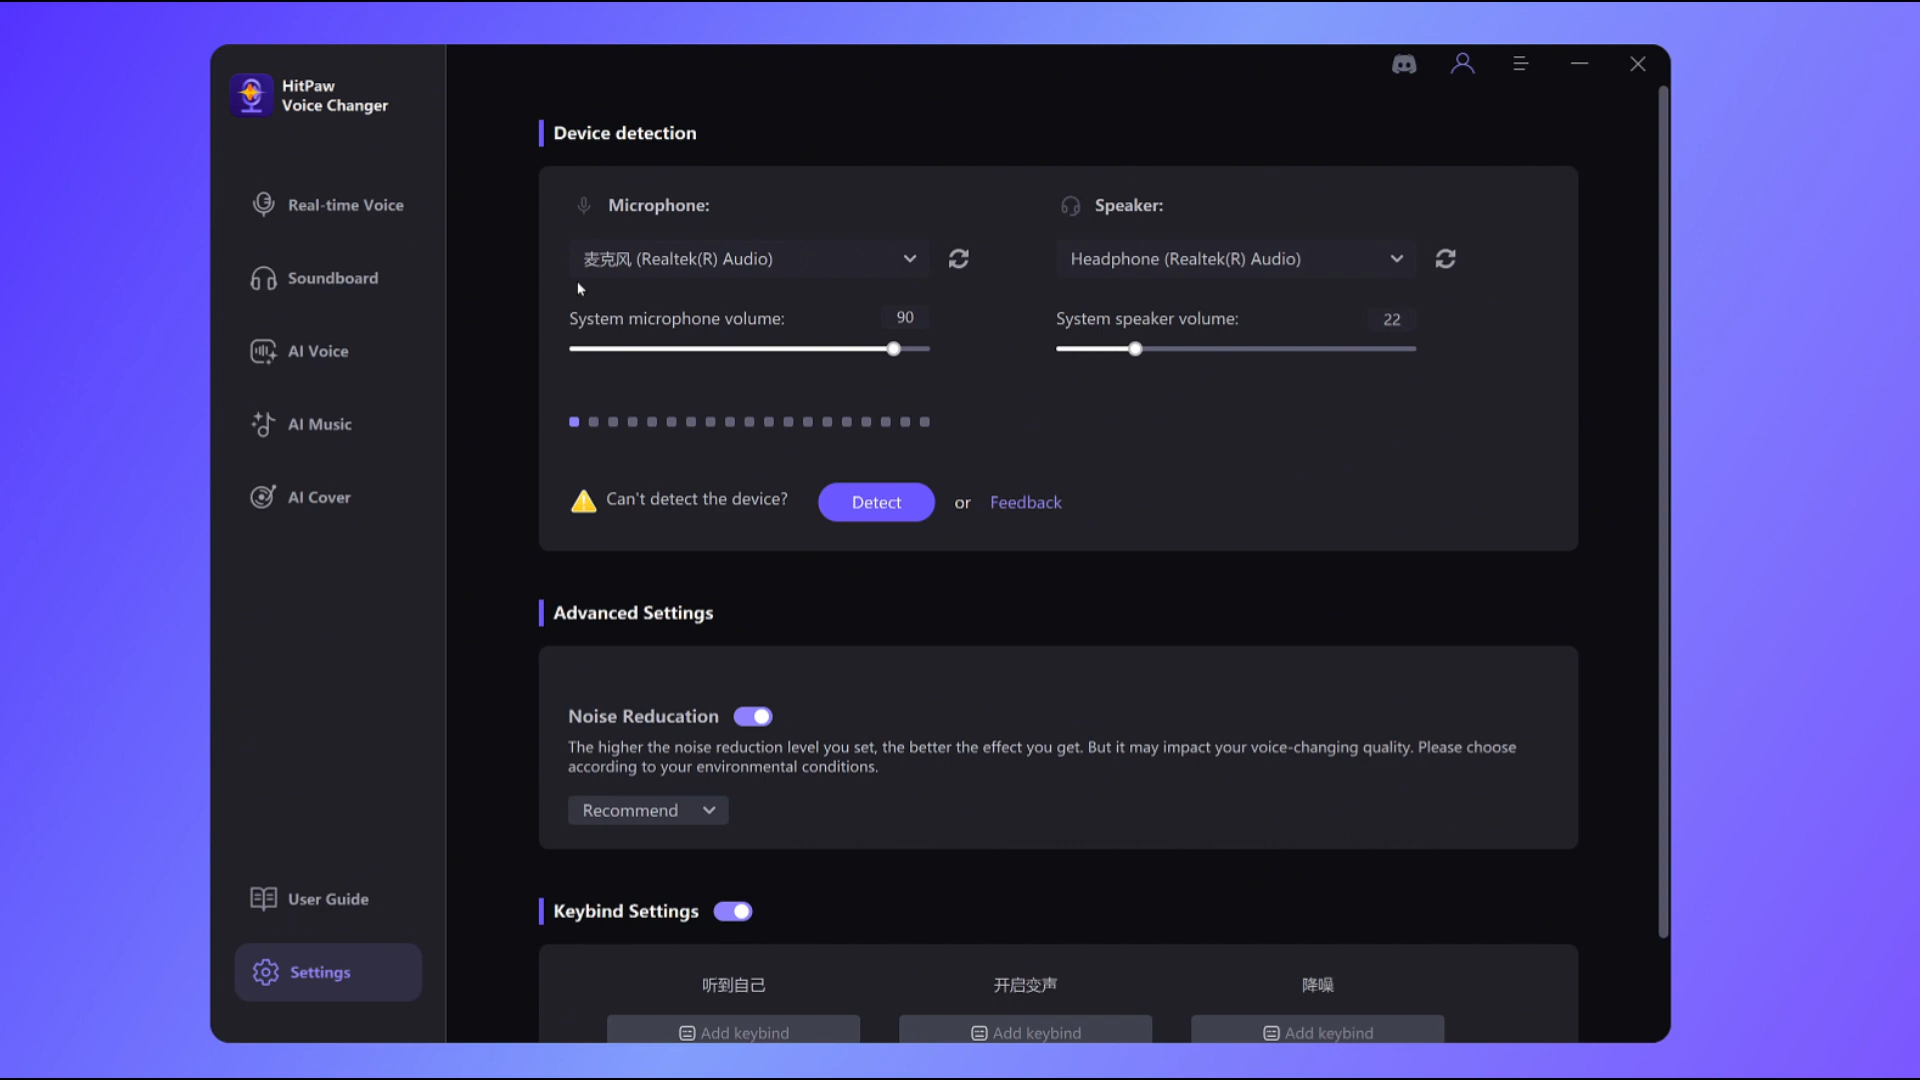 HitPaw
Voice Changer
Real-time Voice
Soundboard
AI Voice
AI Music
AI Cover
User Guide
Settings
Device detection
Microphone:
Speaker:
麦克风 (Realtek(R) Audio)
Headphone (Realtek(R) Audio)
System microphone volume:
90
System speaker volume:
22
Can't detect the device?
Detect
or
Feedback
Advanced Settings
Noise Reducation
The higher the noise reduction level you set, the better the effect you get. But it may impact your voice-changing quality. Please choose
according to your environmental conditions.
Recommend
Keybind Settings
听到自己
开启变声
降噪
Add keybind
Add keybind
Add keybind